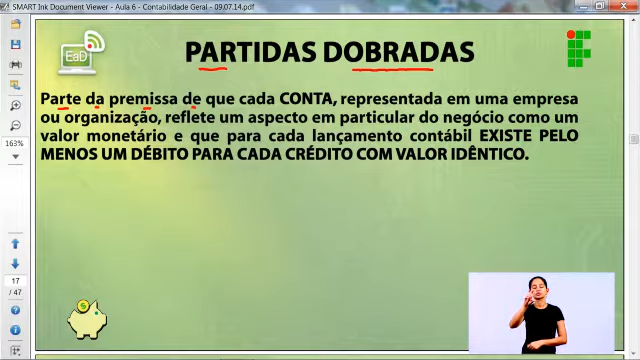 SMART Ink Document Viewer - Aula 6 - Contabilidade Geral - 09.07.14.pdf
EaD
PARTIDAS DOBRADAS
Parte da premissa de que cada CONTA, representada em uma empresa
ou organização, reflete um aspecto em particular do negócio como um
valor monetário e que para cada lançamento contábil EXISTE PELO
MENOS UM DÉBITO PARA CADA CRÉDITO COM VALOR IDÊNTICO.
163%
17
/ 47